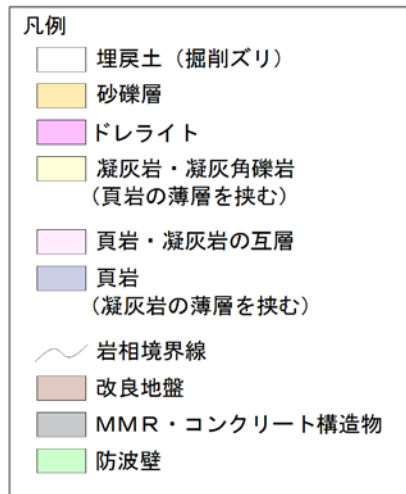 凡例
埋戻土（掘削ズリ）
砂礫層
ドレライト
凝灰岩・凝灰角礫岩
(頁岩の薄層を挟む)
頁岩・凝灰岩の互層
頁岩
(凝灰岩の薄層を挟む)
岩相境界線
改良地盤
ＭＭＲ・コンクリート構造物
防波壁